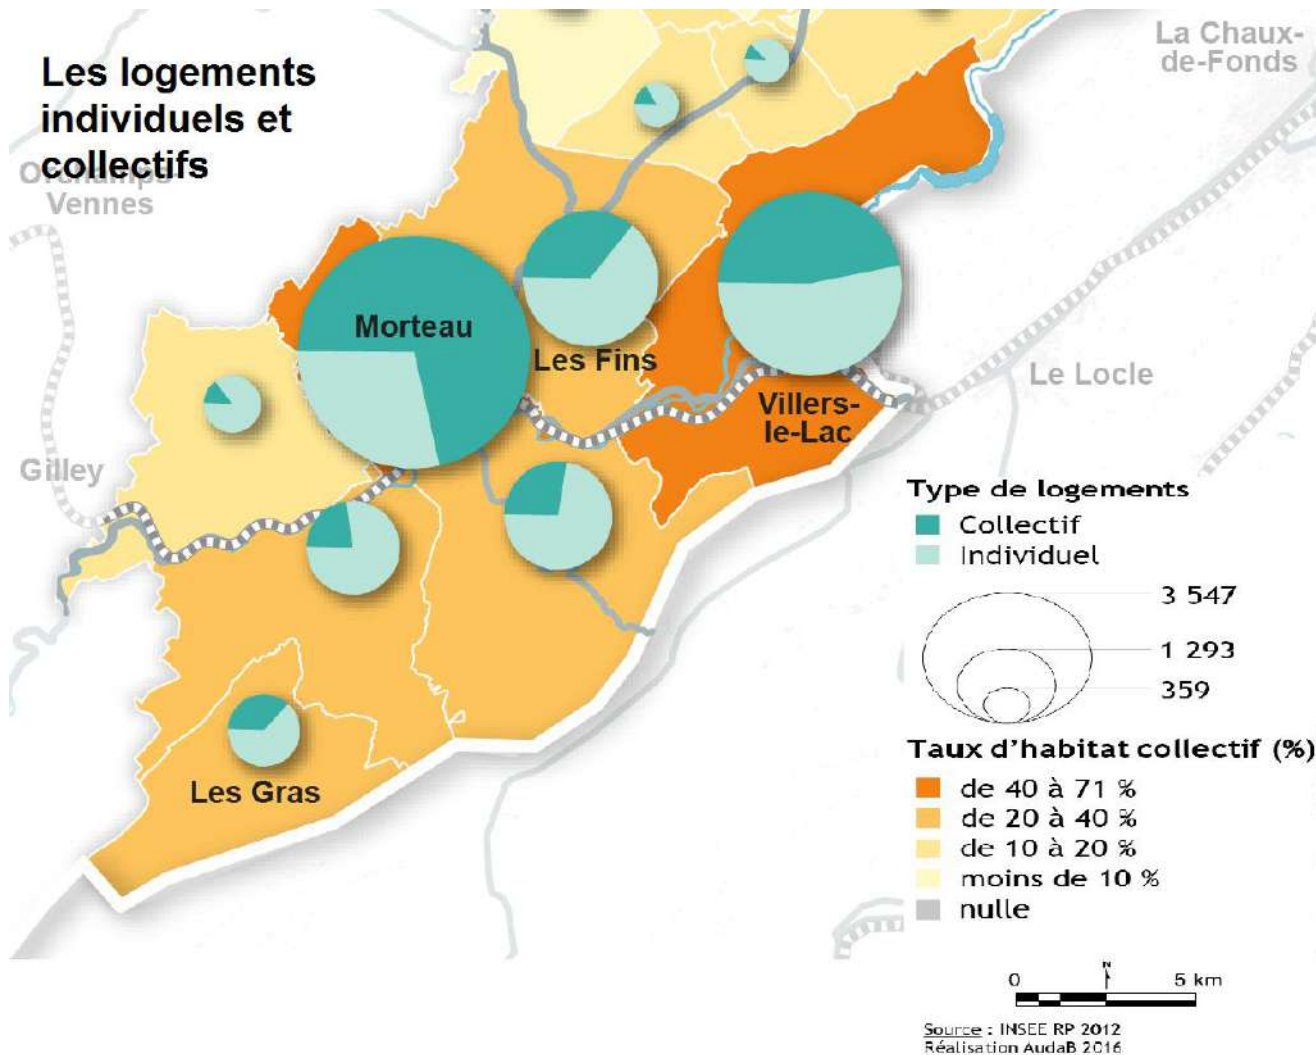 Les logements
individuels et
collectifs
La Chaux-
de-Fonds
Orchamps
Vennes
Morteau
Les Fins
Le Locle
Villers-
le-Lac
Gilley
Les Gras
Type de logements
Collectif
Individuel
3 547
1 293
359
Taux d'habitat collectif (%)
de 40 à 71 %
de 20 à 40 %
de 10 à 20 %
moins de 10 %
nulle
N
0 5 km
Source : INSEE RP 2012
Réalisation AudaB 2016